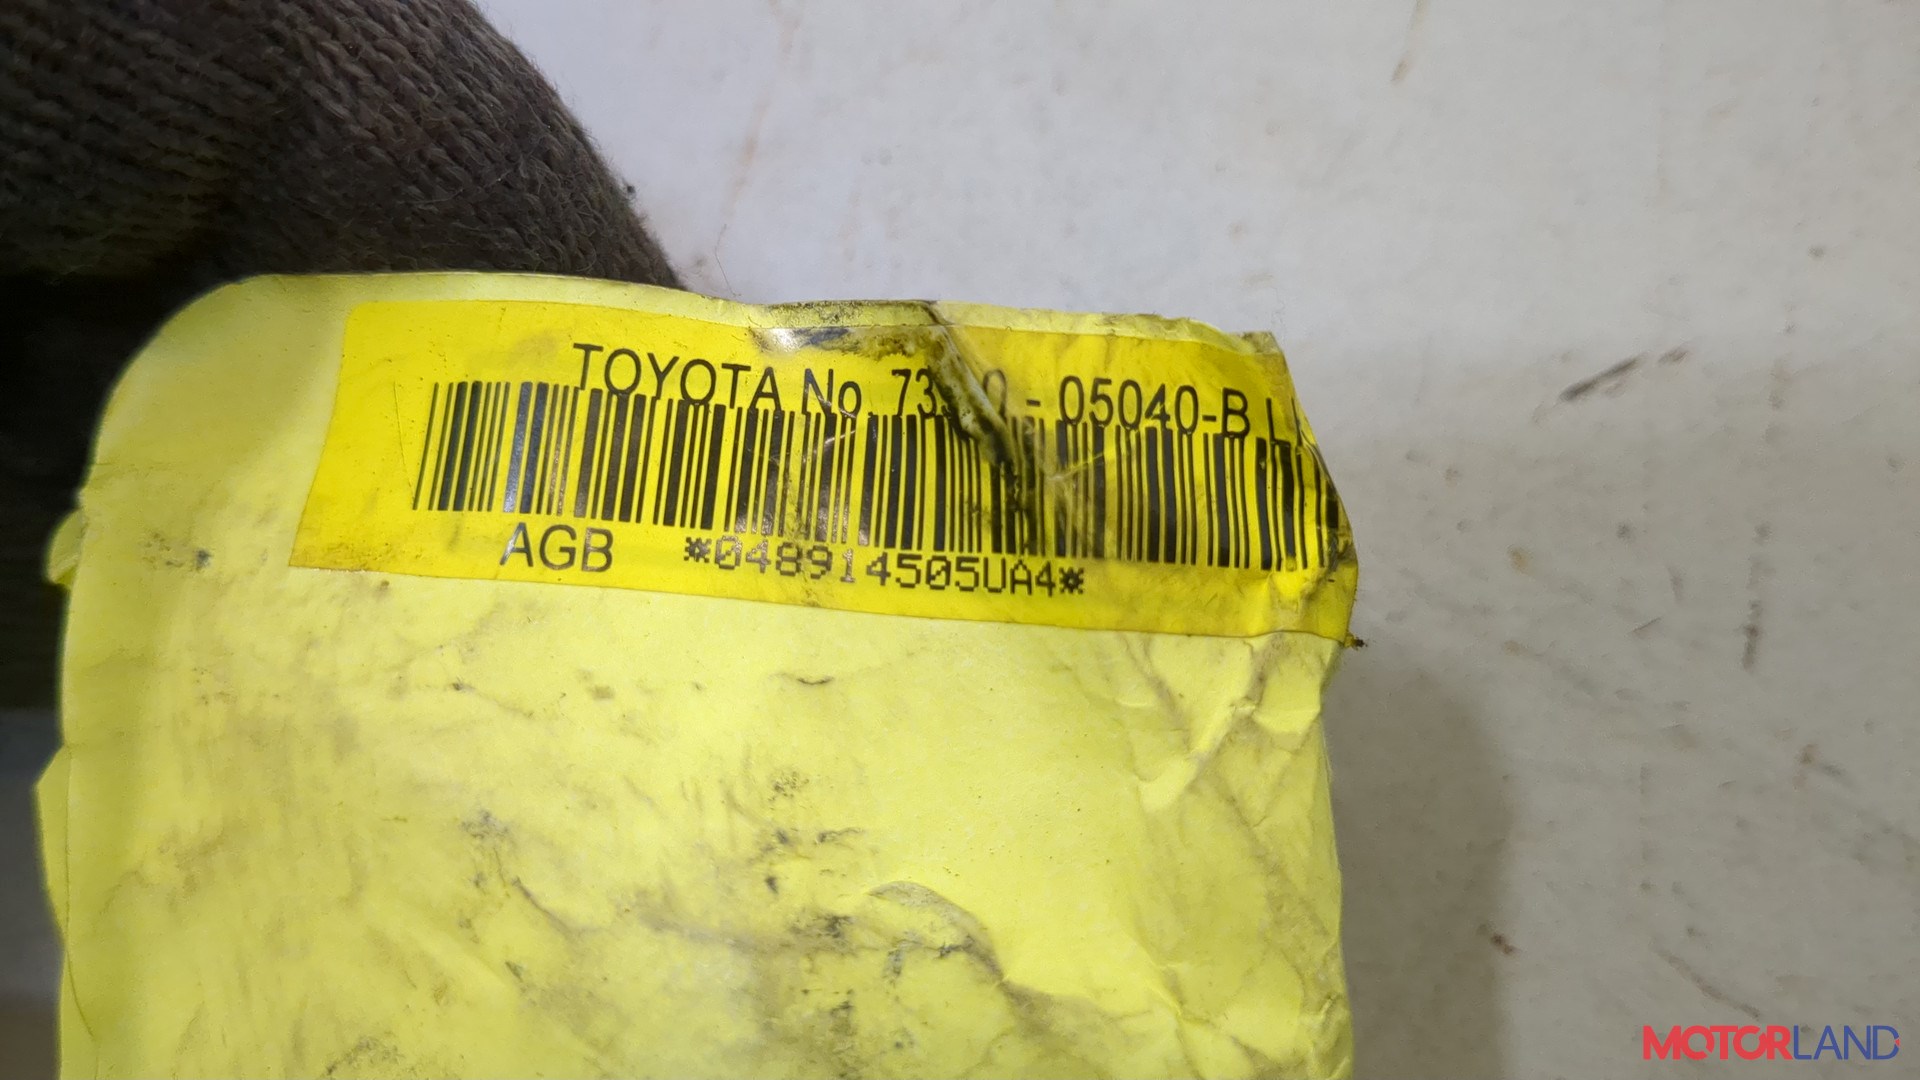 TOYOTA No. - 05040-B
AGB *048914505UA4*
MOTORLAND